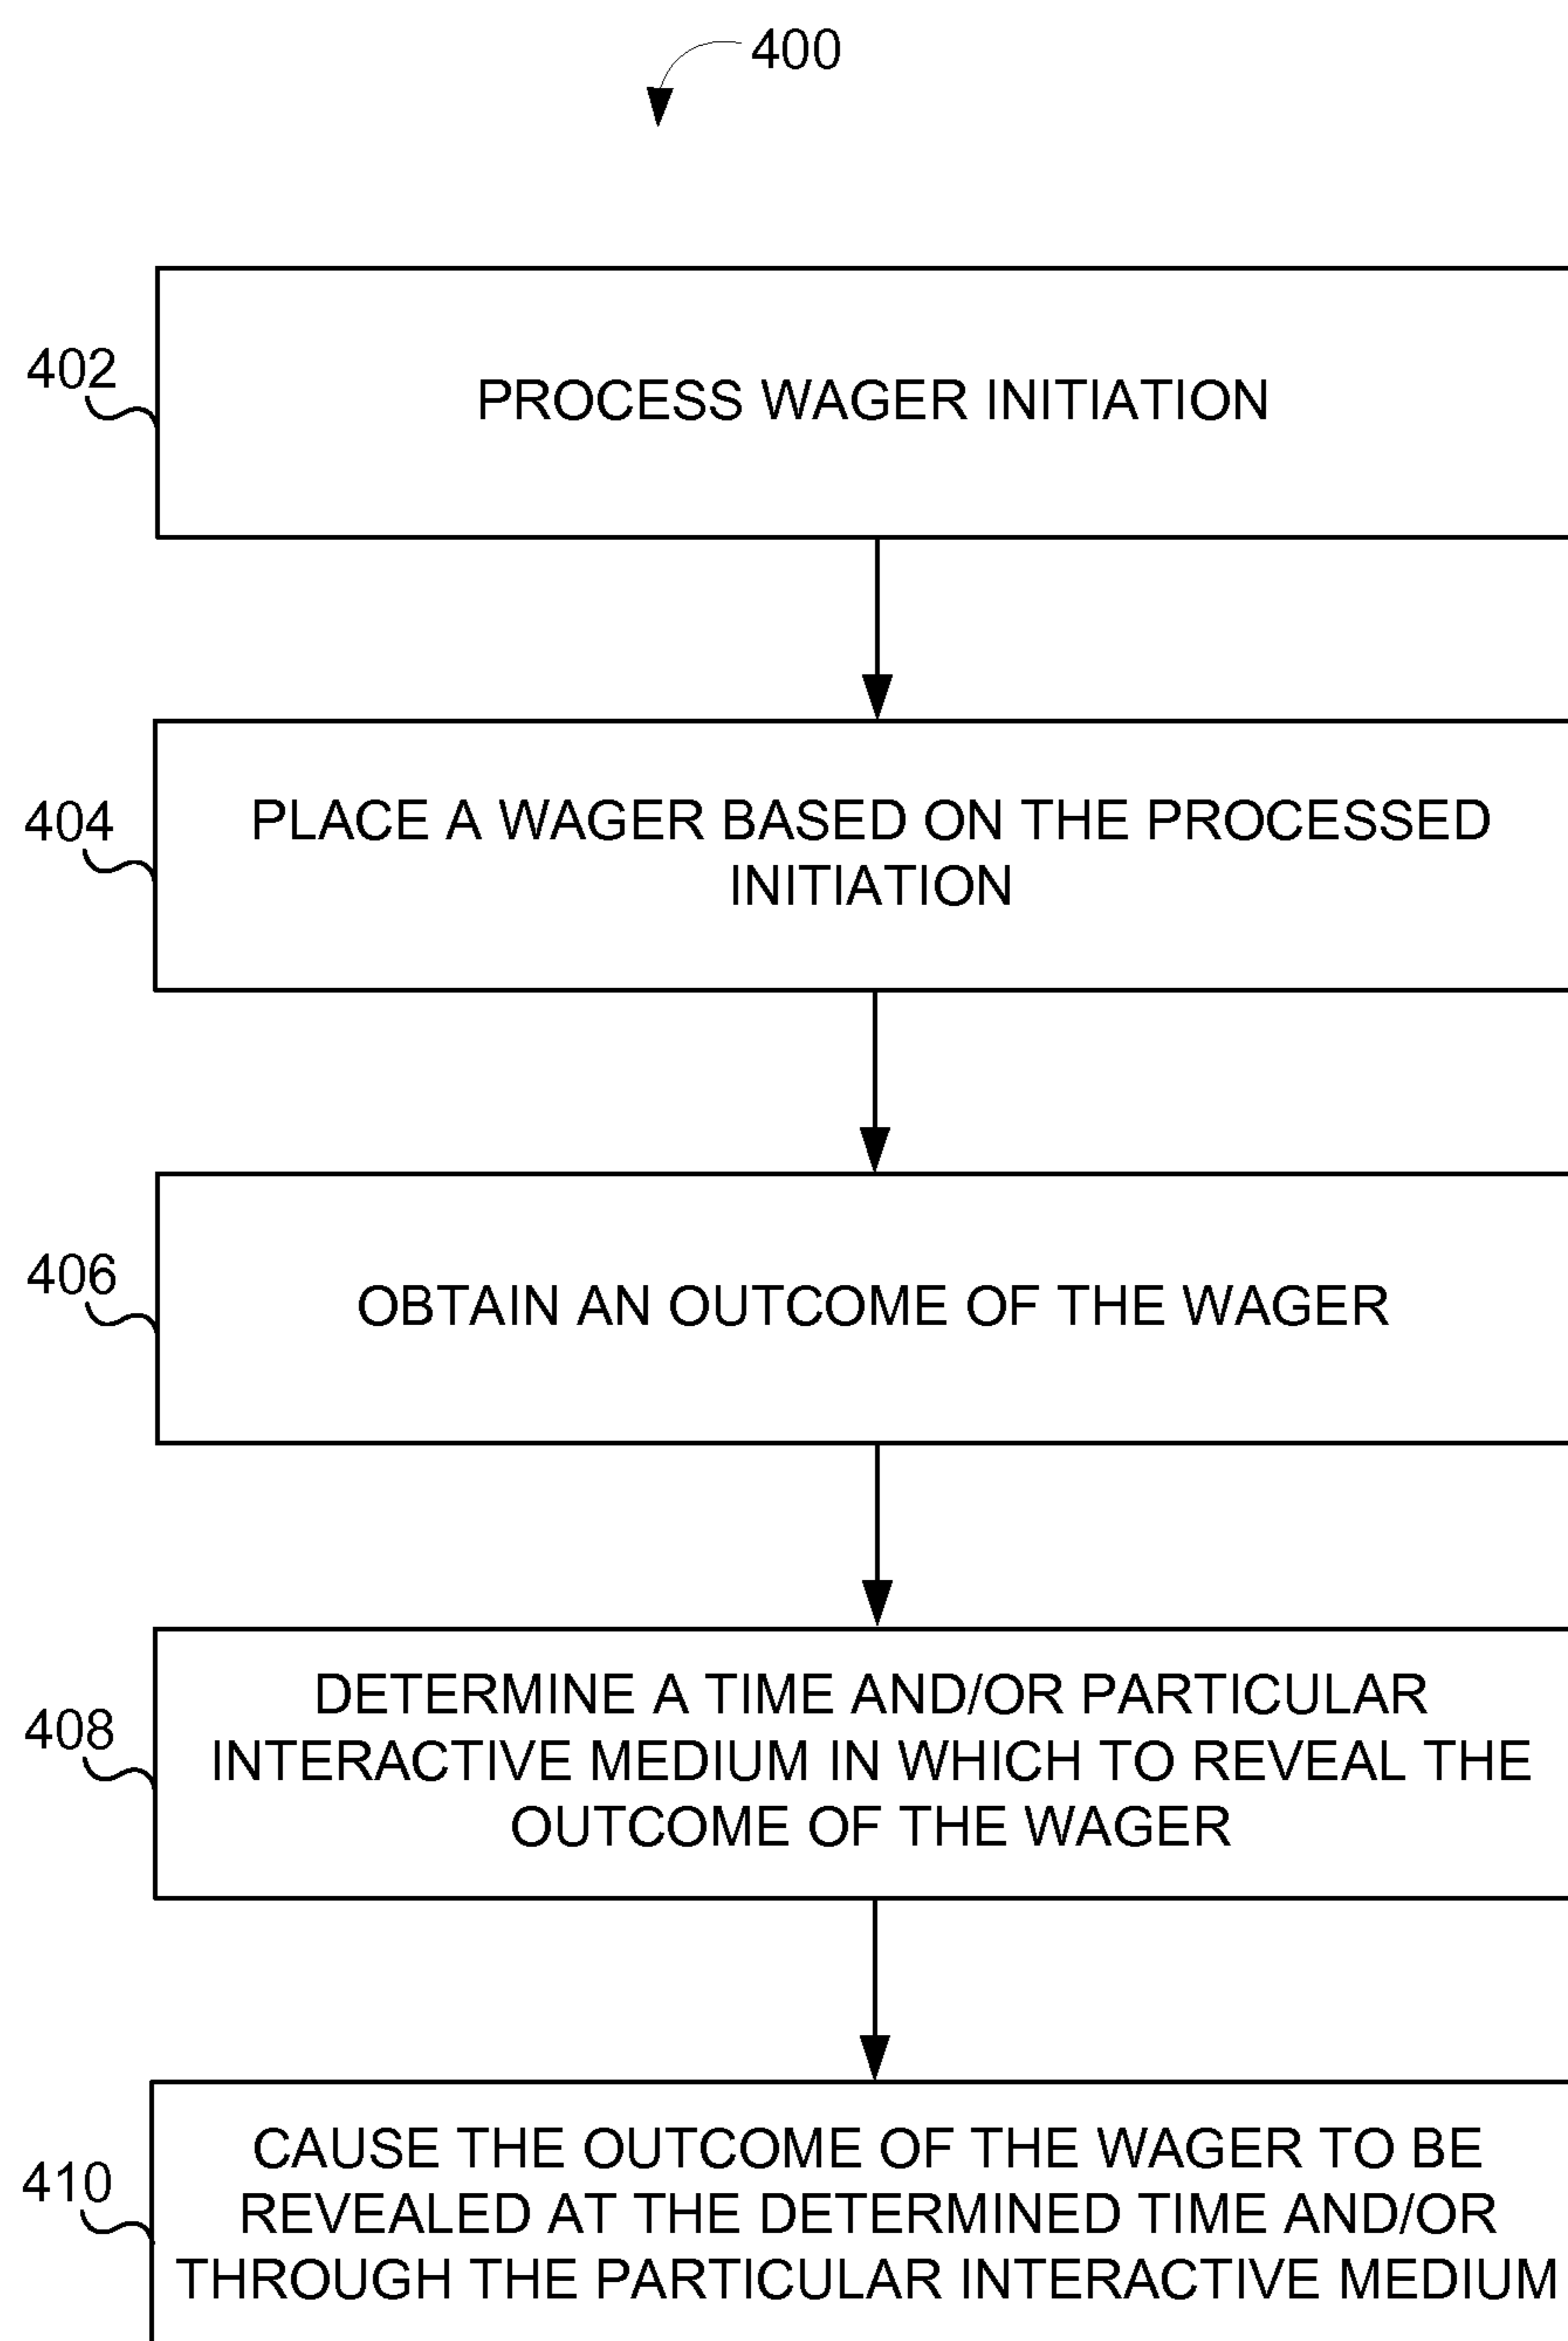 400
402
PROCESS WAGER INITIATION
404
PLACE A WAGER BASED ON THE PROCESSED
INITIATION
406
OBTAIN AN OUTCOME OF THE WAGER
408
DETERMINE A TIME AND/OR PARTICULAR
INTERACTIVE MEDIUM IN WHICH TO REVEAL THE
OUTCOME OF THE WAGER
410
CAUSE THE OUTCOME OF THE WAGER TO BE
REVEALED AT THE DETERMINED TIME AND/OR
THROUGH THE PARTICULAR INTERACTIVE MEDIUM